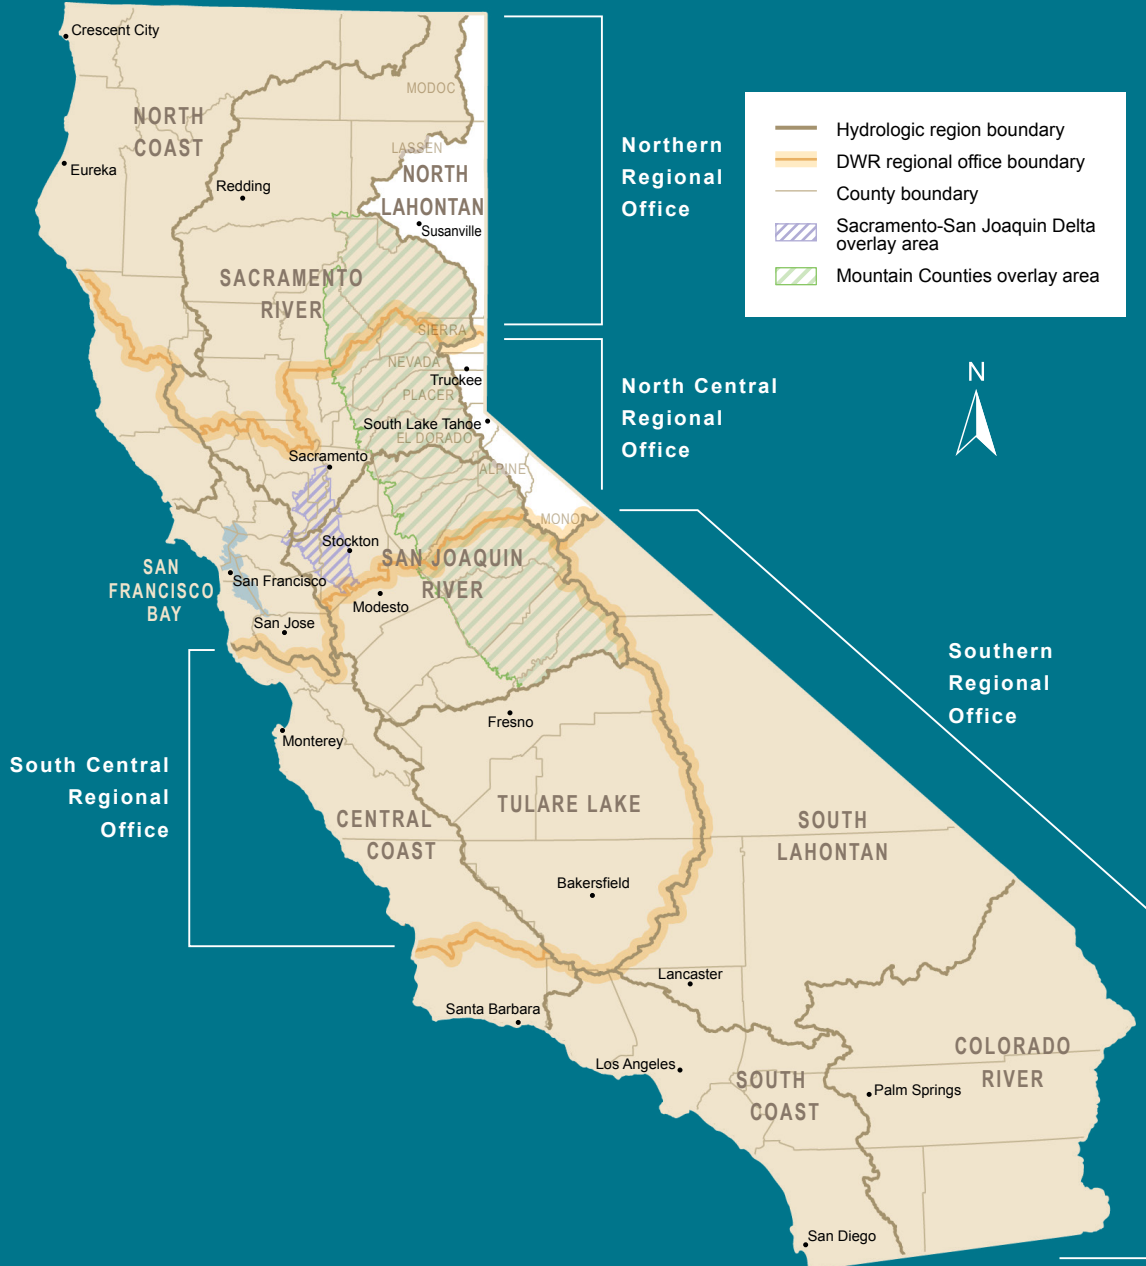 Crescent City
MODOC
NORTH
COAST
LASSEN
Eureka
NORTH
LAHONTAN
Redding
Susanville
SACRAMENTO
RIVER
SIERRA
NEVADA
Truckee
PLACER
South Lake Tahoe
EL DORADO
Sacramento
ALPINE
MONO
Stockton
SAN JOAQUIN
RIVER
SAN
FRANCISCO
BAY
San Francisco
Modesto
San Jose
Fresno
Monterey
TULARE LAKE
CENTRAL
COAST
SOUTH
LAHONTAN
Bakersfield
Lancaster
Santa Barbara
Los Angeles
SOUTH
COAST
COLORADO
RIVER
Palm Springs
San Diego
Northern
Regional
Office
North Central
Regional
Office
Southern
Regional
Office
South Central
Regional
Office
Hydrologic region boundary
DWR regional office boundary
County boundary
Sacramento-San Joaquin Delta
overlay area
Mountain Counties overlay area
N